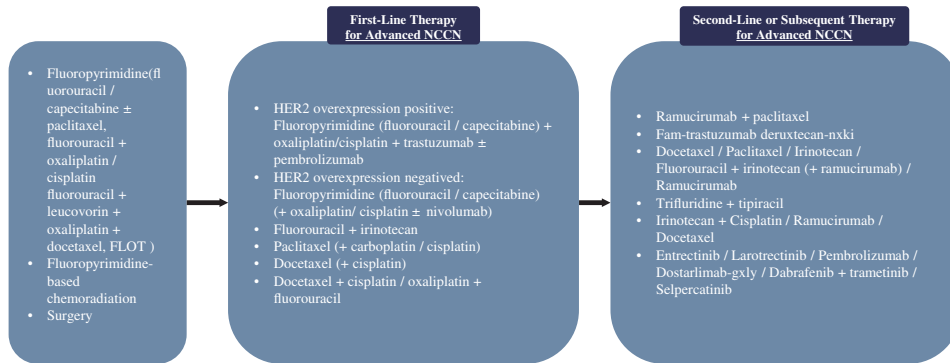 Fluoropyrimidine(fl
uorouracil /
capecitabine ±
paclitaxel,
fluorouracil +
oxaliplatin /
cisplatin
fluorouracil +
leucovorin +
oxaliplatin +
docetaxel, FLOT )
• Fluoropyrimidine-
based
chemoradiation
• Surgery
First-Line Therapy
for Advanced NCCN
• HER2 overexpression positive:
Fluoropyrimidine (fluorouracil / capecitabine) +
oxaliplatin/cisplatin + trastuzumab ±
pembrolizumab
• HER2 overexpression negatived:
Fluoropyrimidine (fluorouracil / capecitabine)
(+ oxaliplatin/ cisplatin ± nivolumab)
• Fluorouracil + irinotecan
• Paclitaxel (+ carboplatin / cisplatin)
• Docetaxel (+ cisplatin)
• Docetaxel + cisplatin / oxaliplatin +
fluorouracil
Second-Line or Subsequent Therapy
for Advanced NCCN
• Ramucirumab + paclitaxel
• Fam-trastuzumab deruxtecan-nxki
• Docetaxel / Paclitaxel / Irinotecan /
Fluorouracil + irinotecan (+ ramucirumab) /
Ramucirumab
• Trifluridine + tipiracil
• Irinotecan + Cisplatin / Ramucirumab /
Docetaxel
• Entrectinib / Larotrectinib / Pembrolizumab /
Dostarlimab-gxly / Dabrafenib + trametinib /
Selpercatinib